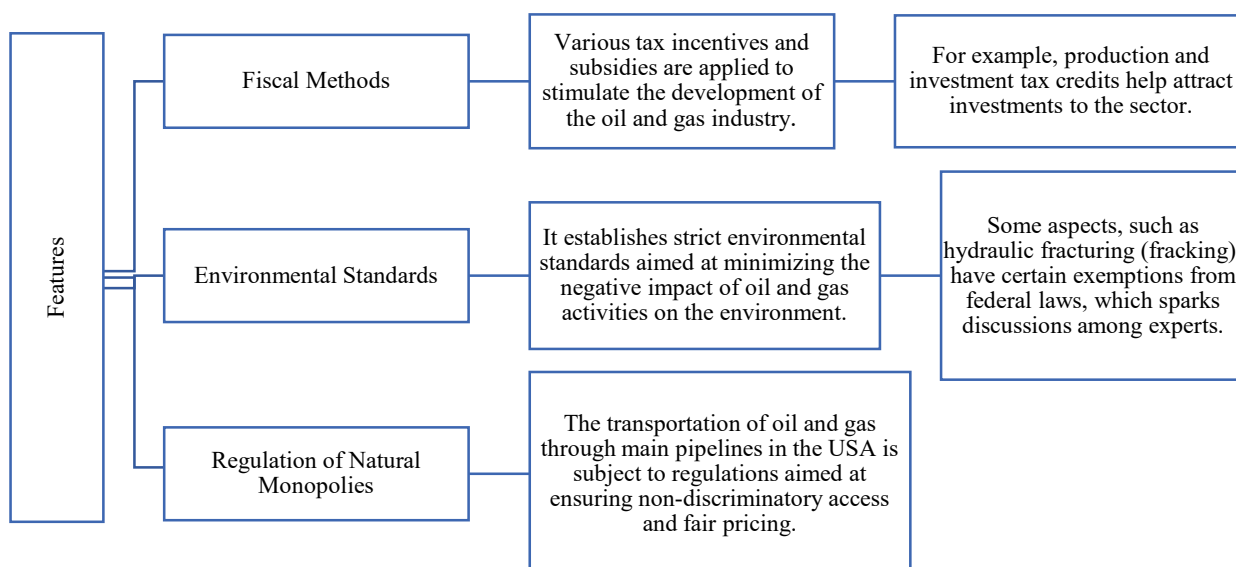 Features
Fiscal Methods
Various tax incentives and
subsidies are applied to
stimulate the development of
the oil and gas industry.
For example, production and
investment tax credits help attract
investments to the sector.
Environmental Standards
It establishes strict environmental
standards aimed at minimizing the
negative impact of oil and gas
activities on the environment.
Some aspects, such as
hydraulic fracturing (fracking)
have certain exemptions from
federal laws, which sparks
discussions among experts.
Regulation of Natural
Monopolies
The transportation of oil and gas
through main pipelines in the USA is
subject to regulations aimed at
ensuring non-discriminatory access
and fair pricing.